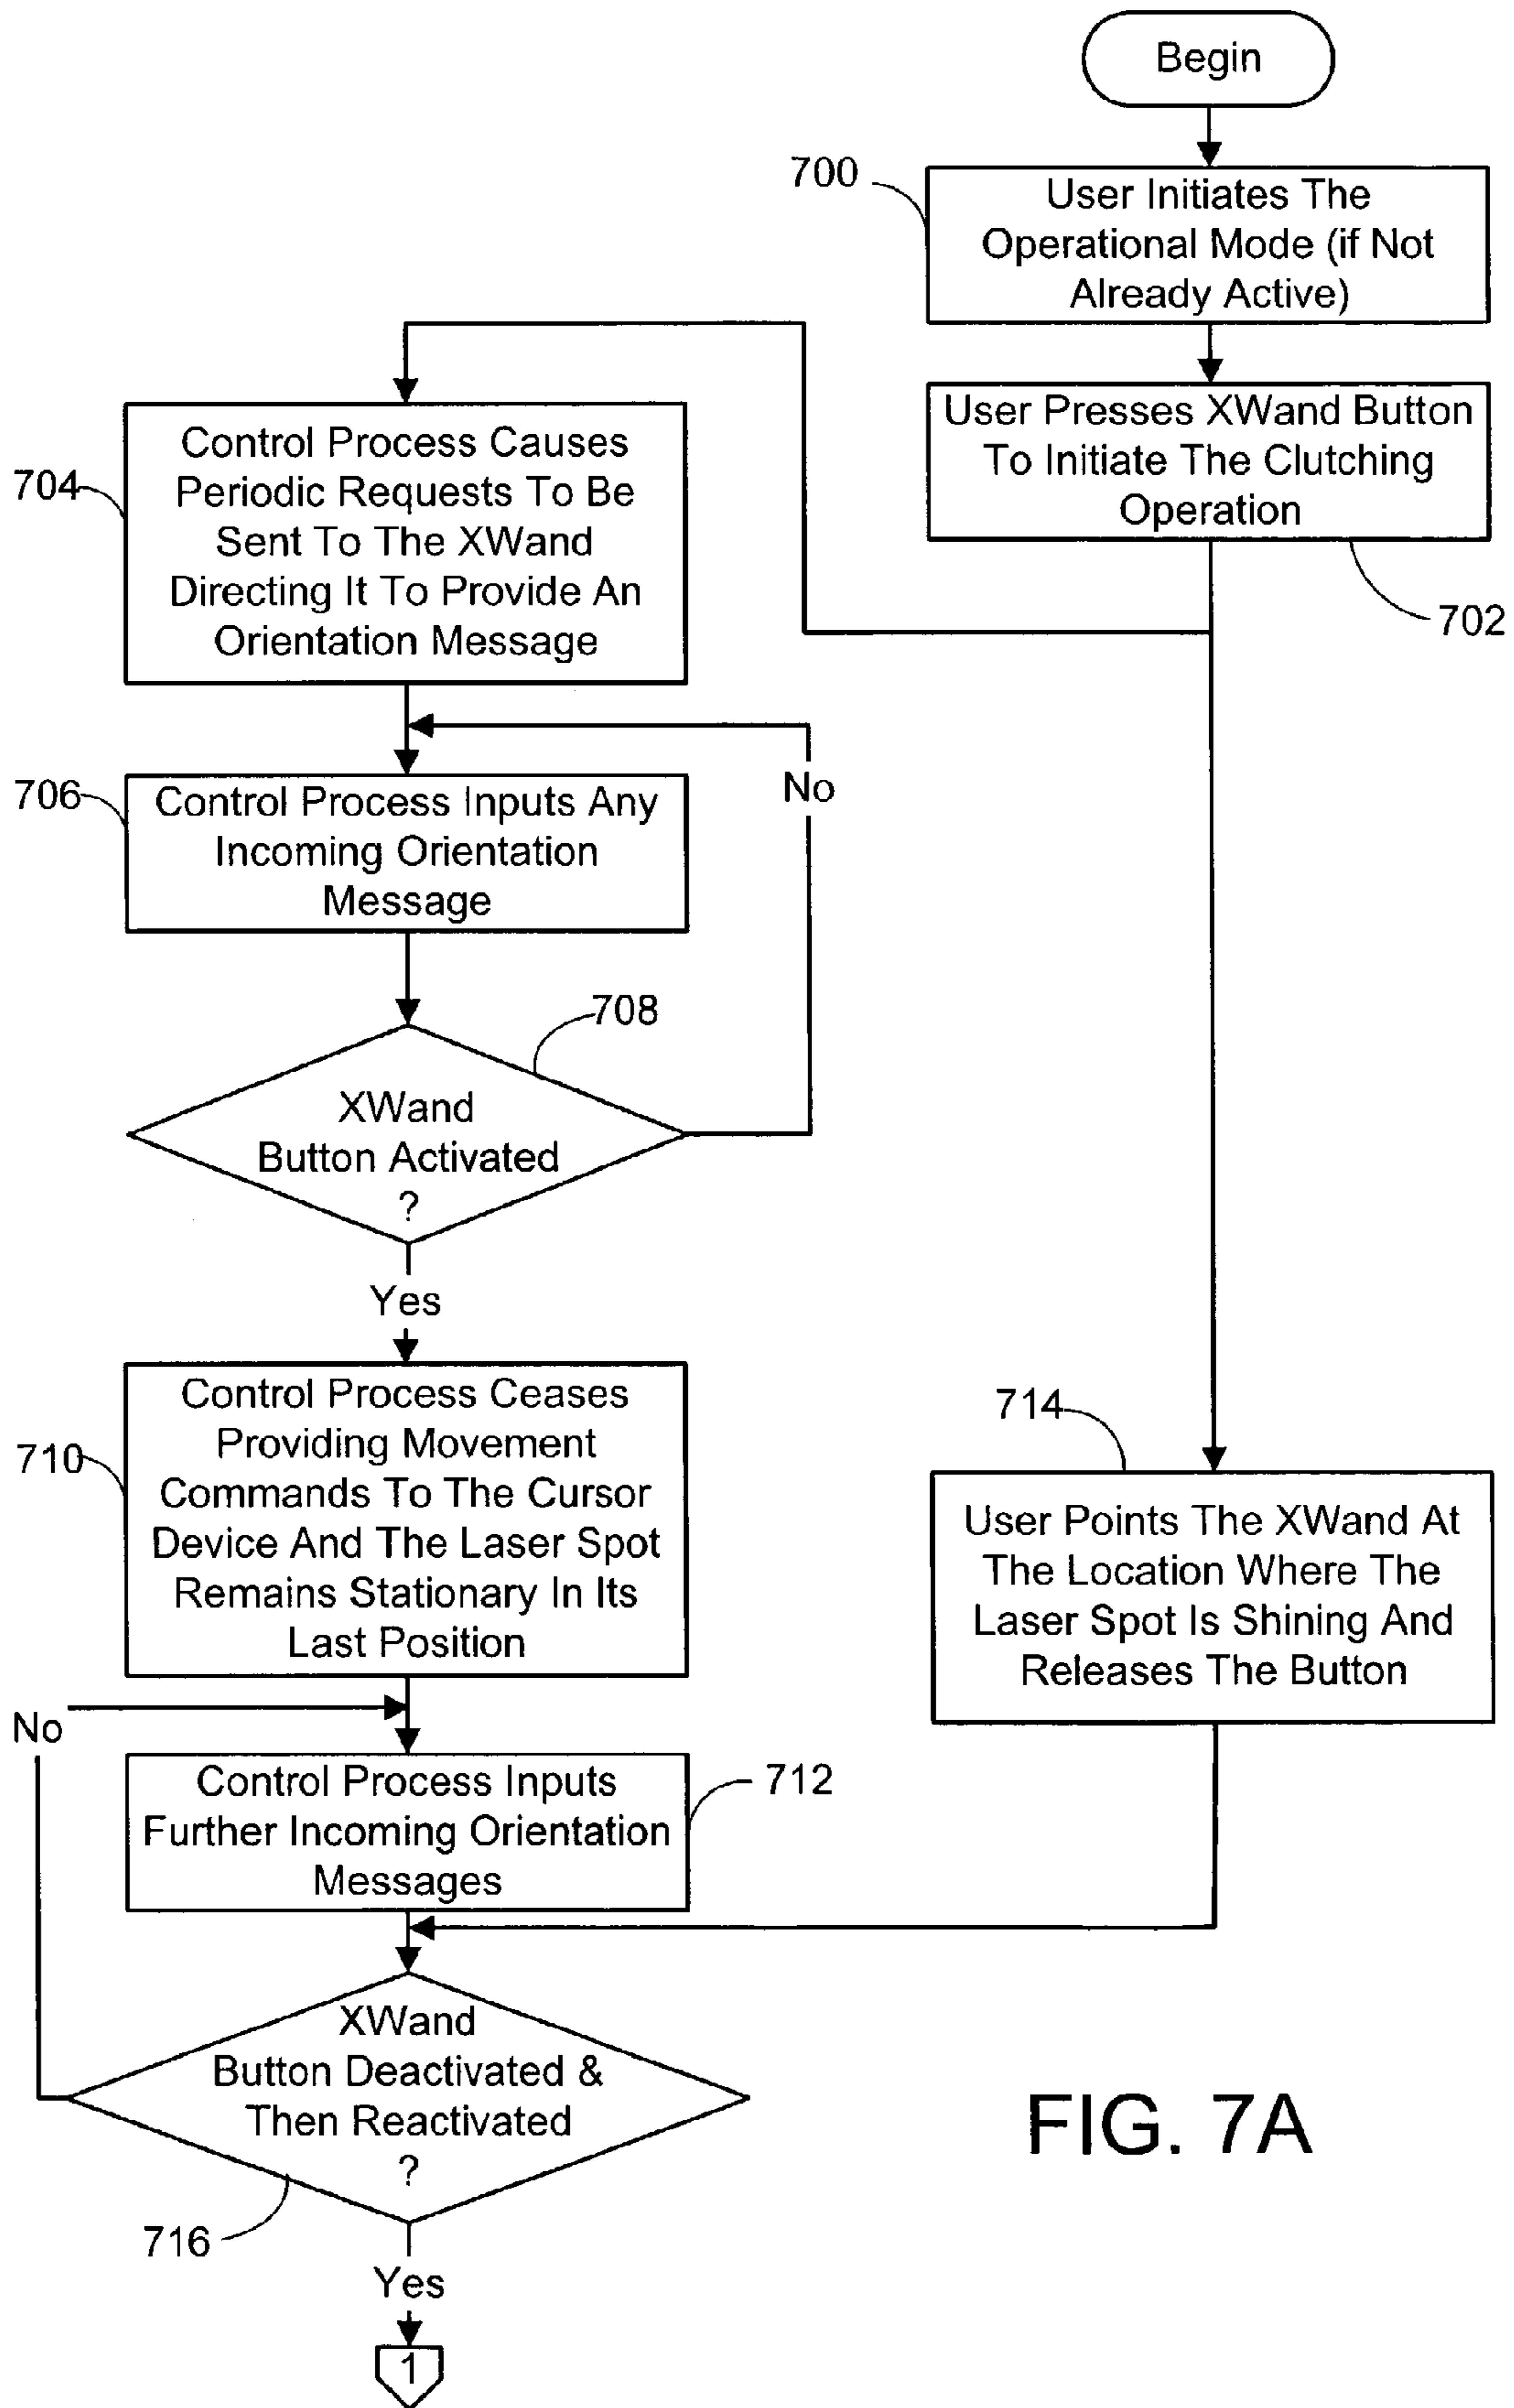 Begin
700
User Initiates The
Operational Mode (if Not
Already Active)
User Presses XWand Button
To Initiate The Clutching
Operation
702
704
Control Process Causes
Periodic Requests To Be
Sent To The XWand
Directing It To Provide An
Orientation Message
706
Control Process Inputs Any
Incoming Orientation
Message
No
708
XWand
Button Activated
?
Yes
710
Control Process Ceases
Providing Movement
Commands To The Cursor
Device And The Laser Spot
Remains Stationary In Its
Last Position
714
User Points The XWand At
The Location Where The
Laser Spot Is Shining And
Releases The Button
No
712
Control Process Inputs
Further Incoming Orientation
Messages
XWand
Button Deactivated &
Then Reactivated
?
716
Yes
1
FIG. 7A